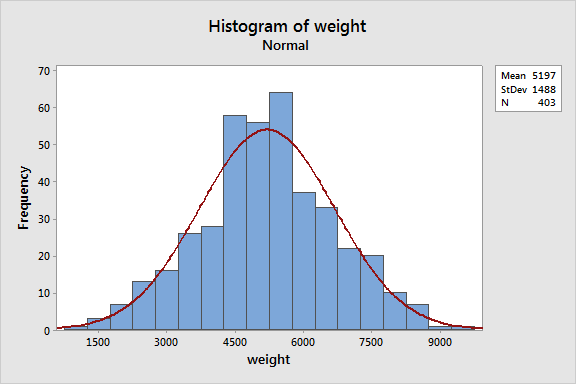 Histogram of weight
Normal
Mean 5197
StDev 1488
N 403
70
60
50
40
30
20
10
0
Frequency
1500 3000 4500 6000 7500 9000
weight